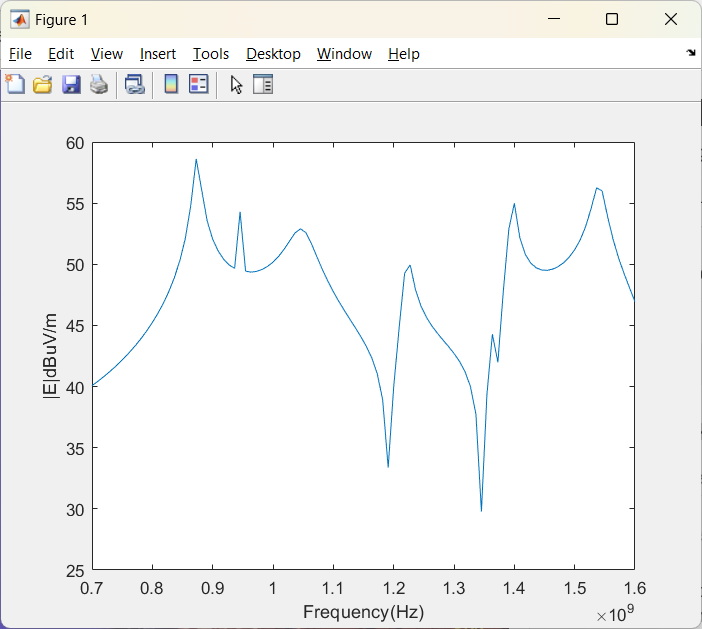 Figure 1
File Edit View Insert Tools Desktop Window Help
60
55
50
45
40
35
30
25
|E|dBuV/m
0.7 0.8 0.9 1 1.1 1.2 1.3 1.4 1.5 1.6
Frequency(Hz)
×10⁹